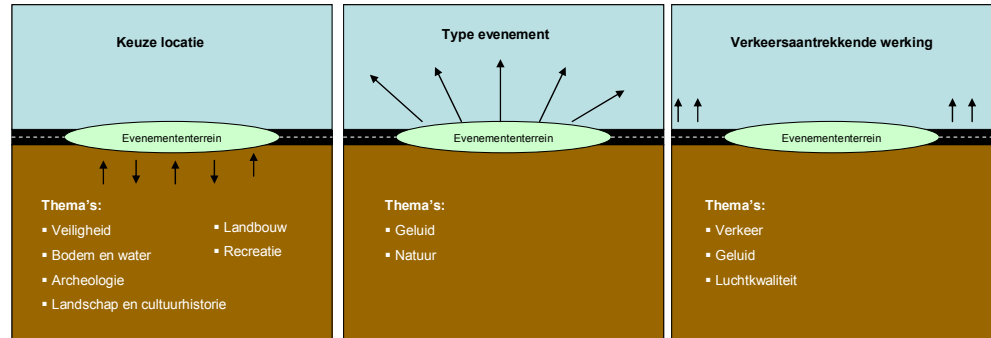 Keuze locatie
Evenemententerrein
Thema's:
▪ Veiligheid
▪ Bodem en water
▪ Archeologie
▪ Landschap en cultuurhistorie
▪ Landbouw
▪ Recreatie
Type evenement
Evenemententerrein
Thema's:
▪ Geluid
▪ Natuur
Verkeersaantrekkende werking
Evenemententerrein
Thema's:
▪ Verkeer
▪ Geluid
▪ Luchtkwaliteit